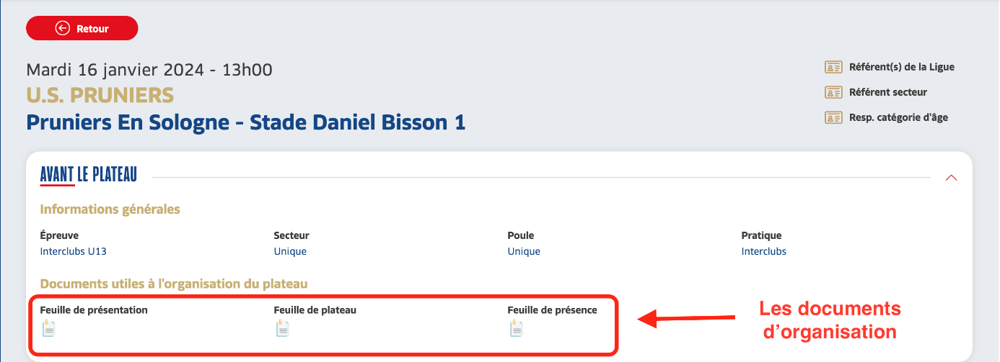 Retour
Mardi 16 janvier 2024 - 13h00
U.S. PRUNIERS
Pruniers En Sologne - Stade Daniel Bisson 1
Référent(s) de la Ligue
Référent secteur
Resp. catégorie d'âge
AVANT LE PLATEAU
Informations générales
Épreuve Secteur Poule Pratique
Interclubs U13 Unique Unique Interclubs
Documents utiles à l'organisation du plateau
Feuille de présentation Feuille de plateau Feuille de présence
Les documents
d’organisation